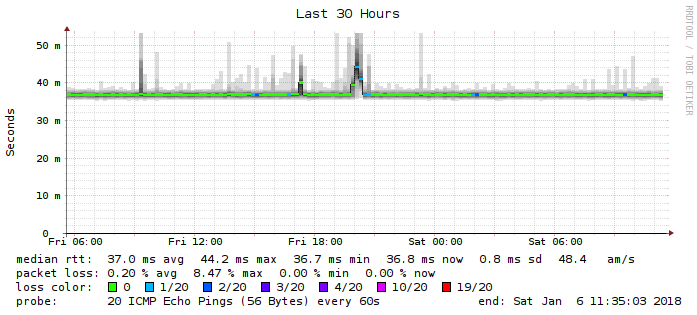 Last 30 Hours
RRDTOOL / TOBI OETIKER
Seconds
50 m
40 m
30 m
20 m
10 m
0
Fri 06:00 Fri 12:00 Fri 18:00 Sat 00:00 Sat 06:00
median rtt: 37.0 ms avg 44.2 ms max 36.7 ms min 36.8 ms now 0.8 ms sd 48.4 am/s
packet loss: 0.20 % avg 8.47 % max 0.00 % min 0.00 % now
loss color: 0 1/20 2/20 3/20 4/20 10/20 19/20
probe: 20 ICMP Echo Pings (56 Bytes) every 60s end: Sat Jan 6 11:35:03 2018